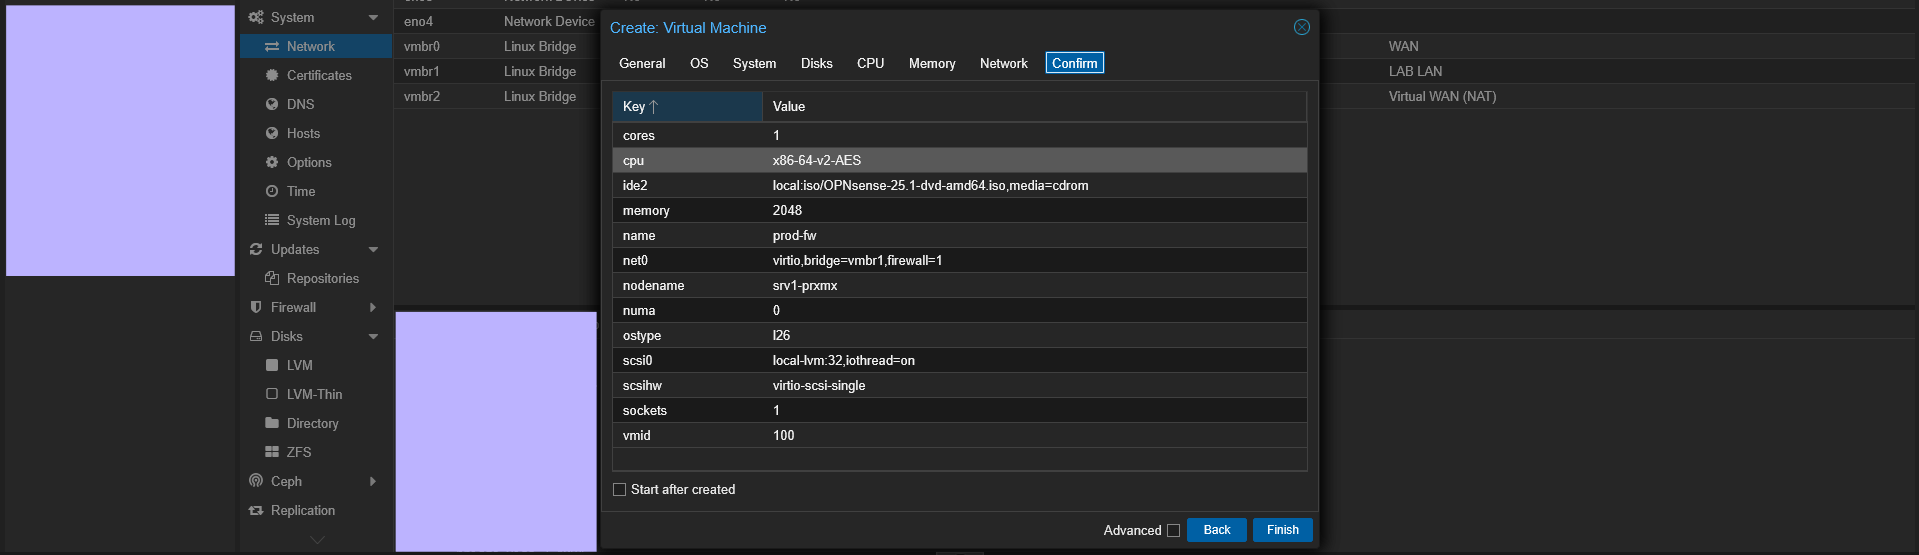 System
Network
Certificates
DNS
Hosts
Options
Time
System Log
Updates
Repositories
Firewall
Disks
LVM
LVM-Thin
Directory
ZFS
Ceph
Replication
eno4 Network Device
vmbr0 Linux Bridge WAN
vmbr1 Linux Bridge LAB LAN
vmbr2 Linux Bridge Virtual WAN (NAT)
Create: Virtual Machine
General OS System Disks CPU Memory Network Confirm
Key Value
cores 1
cpu x86-64-v2-AES
ide2 local:iso/OPNsense-25.1-dvd-amd64.iso,media=cdrom
memory 2048
name prod-fw
net0 virtio,bridge=vmbr1,firewall=1
nodename srv1-prxmx
numa 0
ostype l26
scsi0 local-lvm:32,iothread=on
scsihw virtio-scsi-single
sockets 1
vmid 100
Start after created
Advanced Back Finish